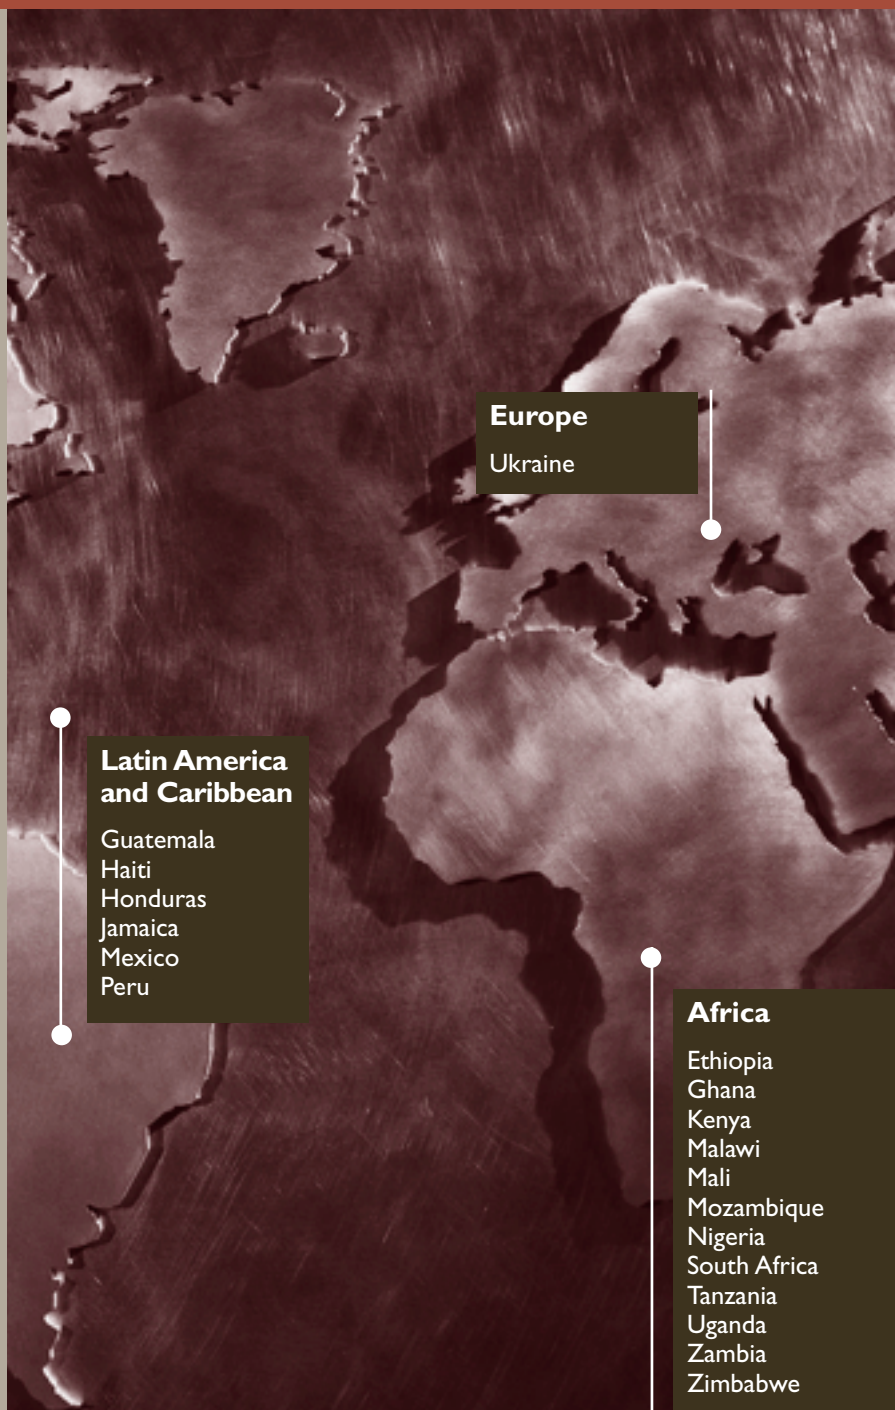 Europe
Ukraine
Latin America
and Caribbean
Guatemala
Haiti
Honduras
Jamaica
Mexico
Peru
Africa
Ethiopia
Ghana
Kenya
Malawi
Mali
Mozambique
Nigeria
South Africa
Tanzania
Uganda
Zambia
Zimbabwe